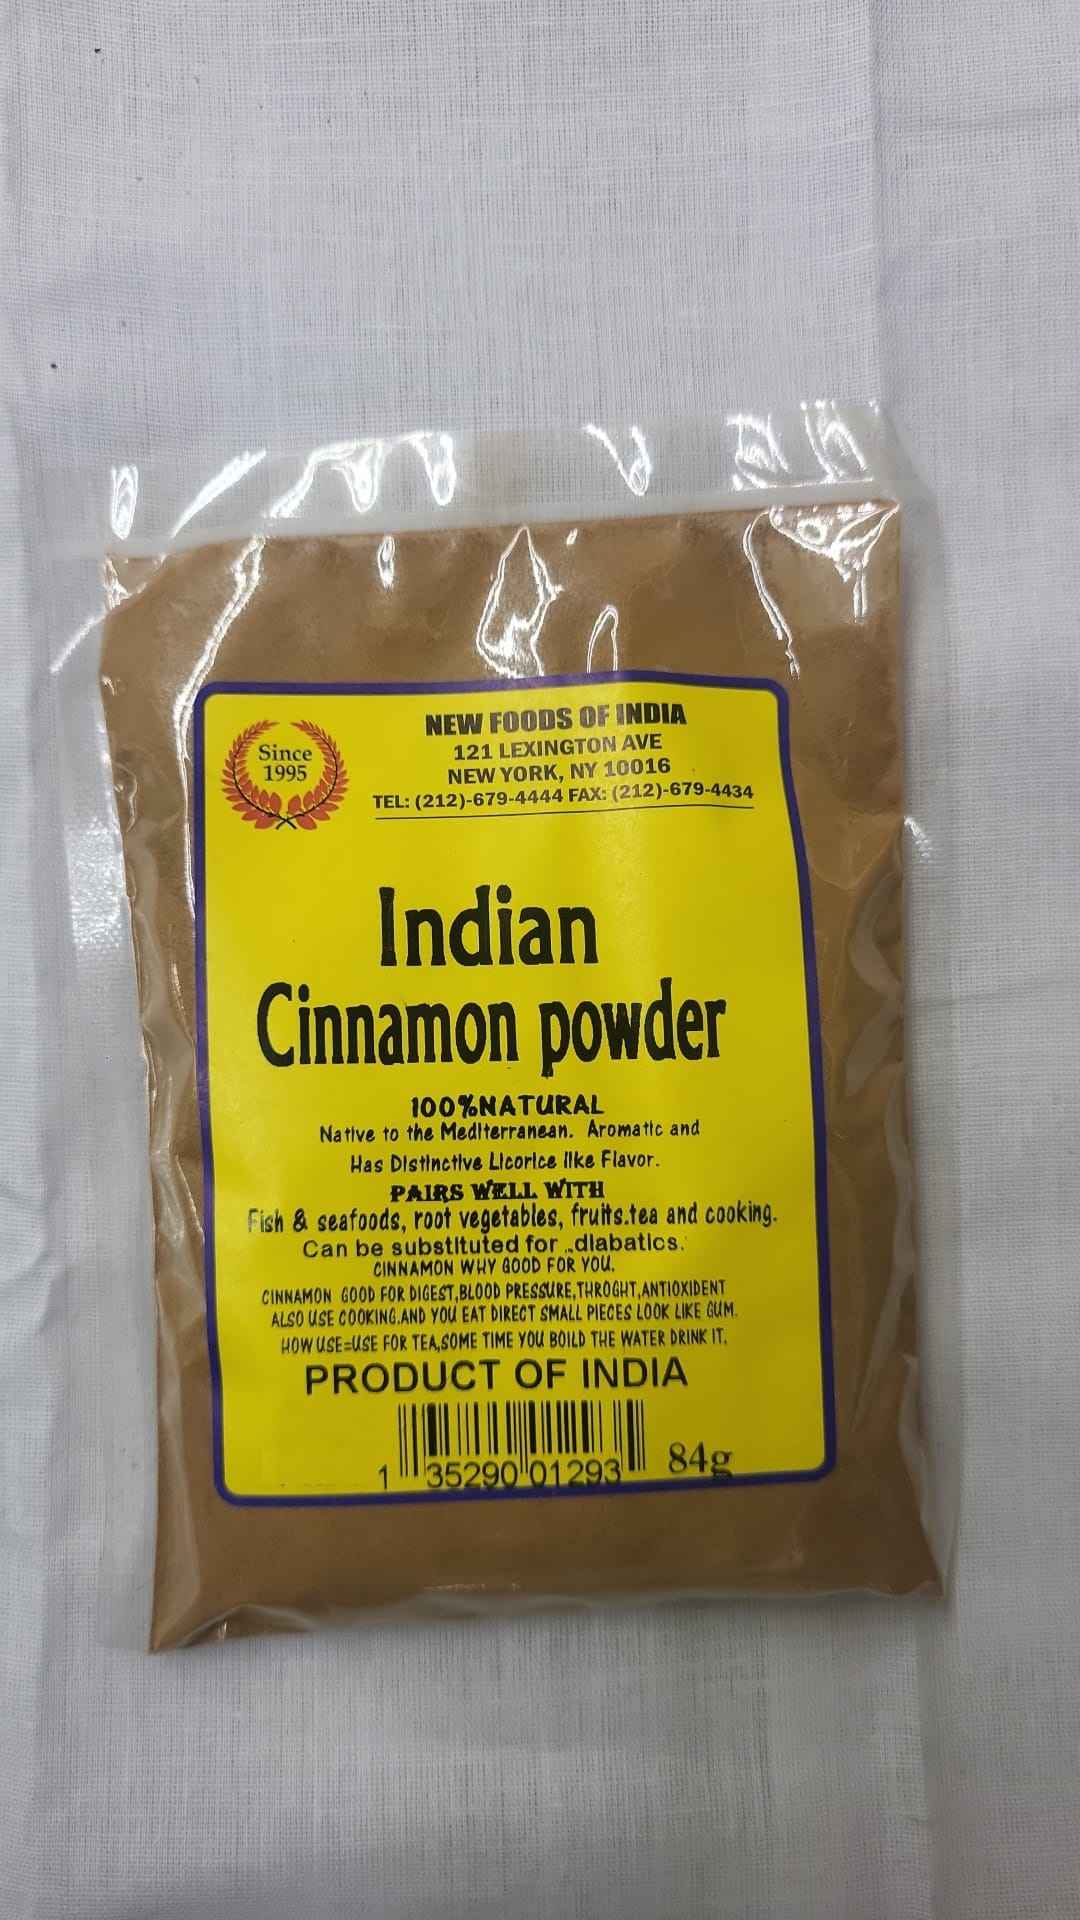 Since
1995
NEW FOODS OF INDIA
121 LEXINGTON AVE
NEW YORK, NY 10016
TEL: (212)-679-4444 FAX: (212)-679-4434
Indian
Cinnamon powder
100%NATURAL
Native to the Mediterranean. Aromatic and
Has Distinctive Licorice like Flavor.
PAIRS WELL WITH
Fish & seafoods, root vegetables, fruits.tea and cooking.
Can be substituted for ..diabatics.
CINNAMON WHY GOOD FOR YOU.
CINNAMON GOOD FOR DIGEST,BLOOD PRESSURE,THROGHT,ANTIOXIDENT
ALSO USE COOKING.AND YOU EAT DIRECT SMALL PIECES LOOK LIKE GUM.
HOW USE=USE FOR TEA,SOME TIME YOU BOILD THE WATER DRINK IT.
PRODUCT OF INDIA
1 35290 01293
84g